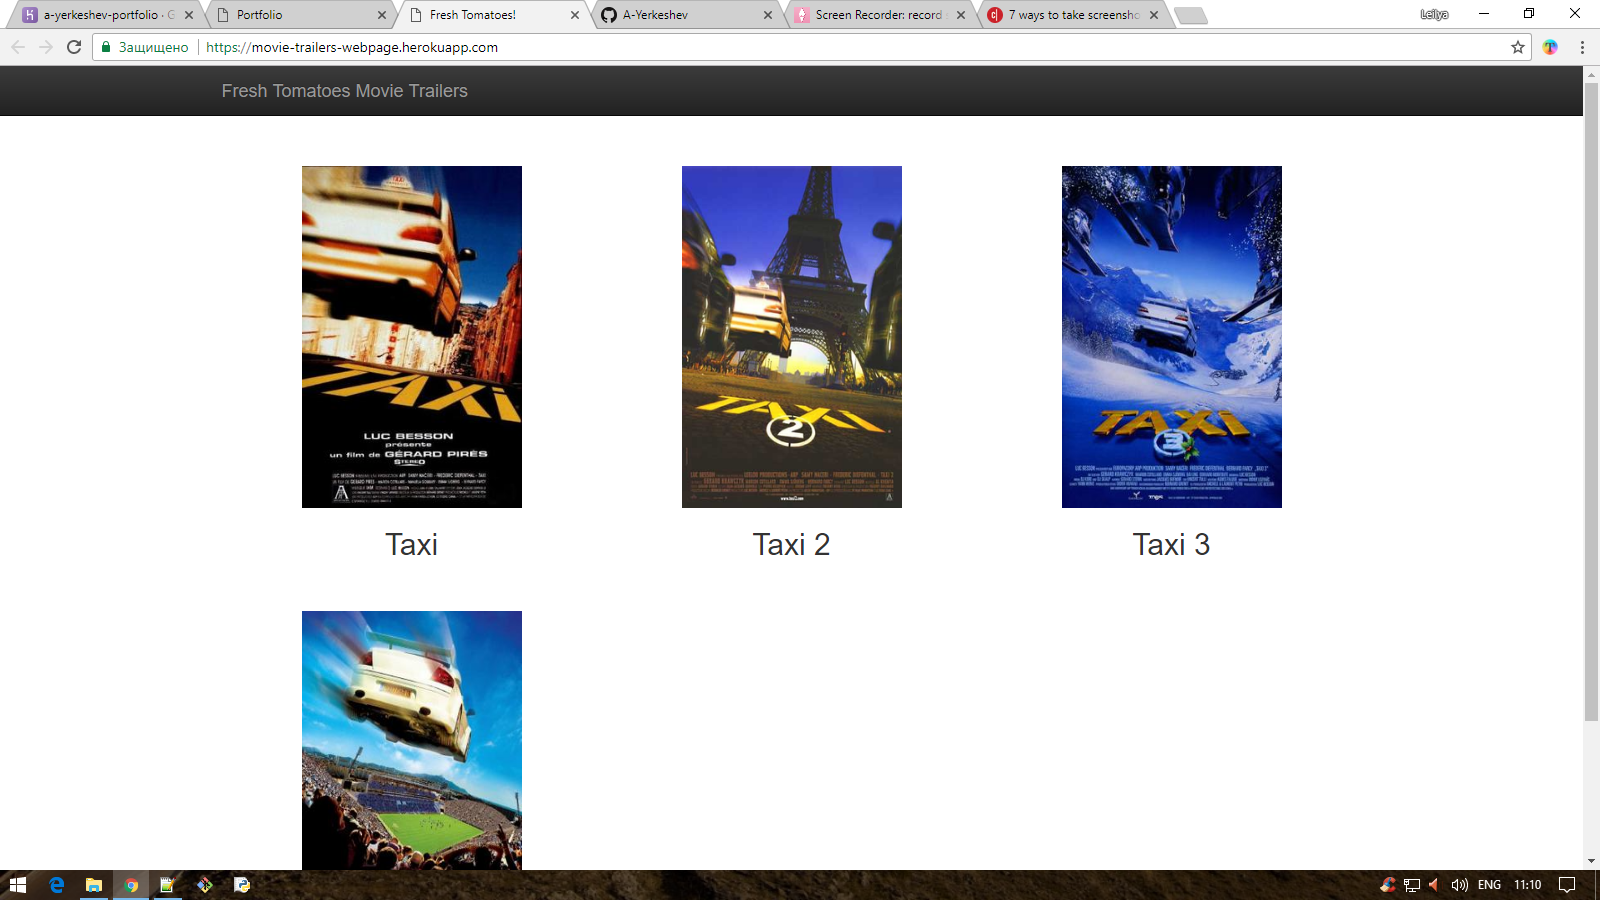 a-yerkeshev-portfolio · G
Portfolio
Fresh Tomatoes!
A-Yerkeshev
Screen Recorder: record
7 ways to take screensho
Leilya
Защищено
https://movie-trailers-webpage.herokuapp.com
Fresh Tomatoes Movie Trailers
TAXi
LUC BESSON
présente
un film de GÉRARD PIRÈS
TAXi
2
TAXi
3
Taxi
Taxi 2
Taxi 3
ENG
11:10